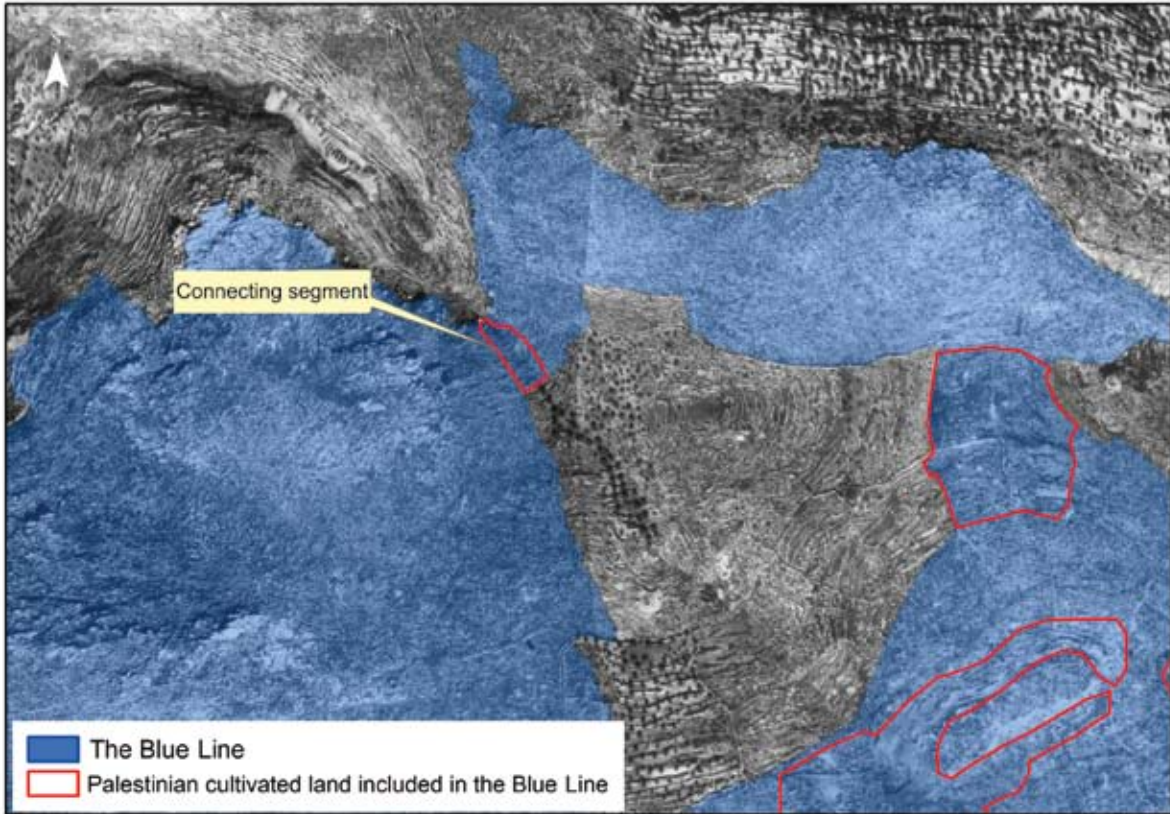 Connecting segment
The Blue Line
Palestinian cultivated land included in the Blue Line